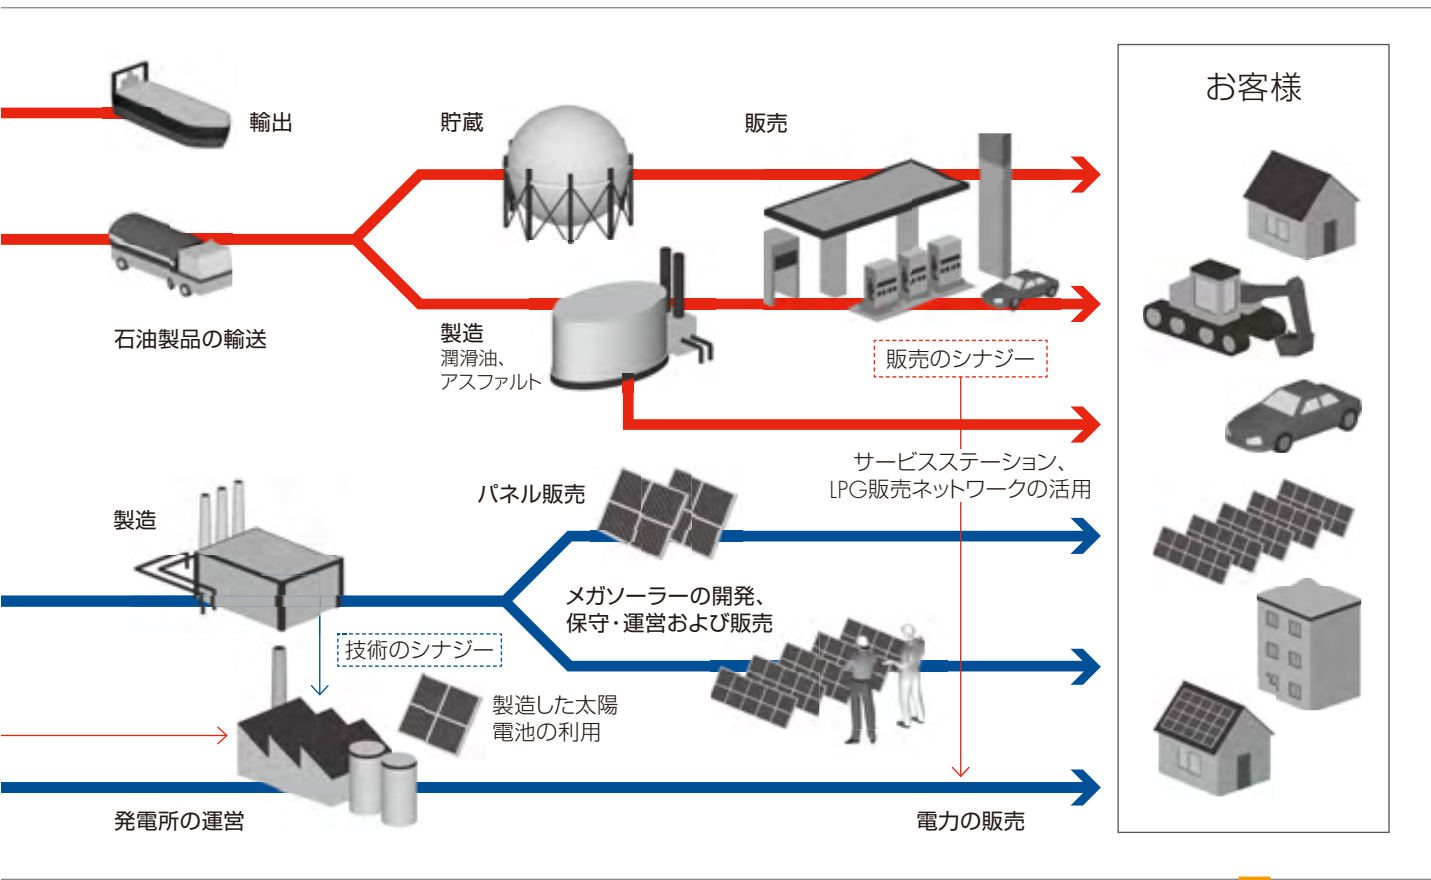 お客様
輸出
貯蔵
販売
石油製品の輸送
製造
潤滑油、
アスファルト
販売のシナジー
サービスステーション、
LPG販売ネットワークの活用
パネル販売
製造
メガソーラーの開発、
保守・運営および販売
技術のシナジー
製造した太陽
電池の利用
発電所の運営
電力の販売